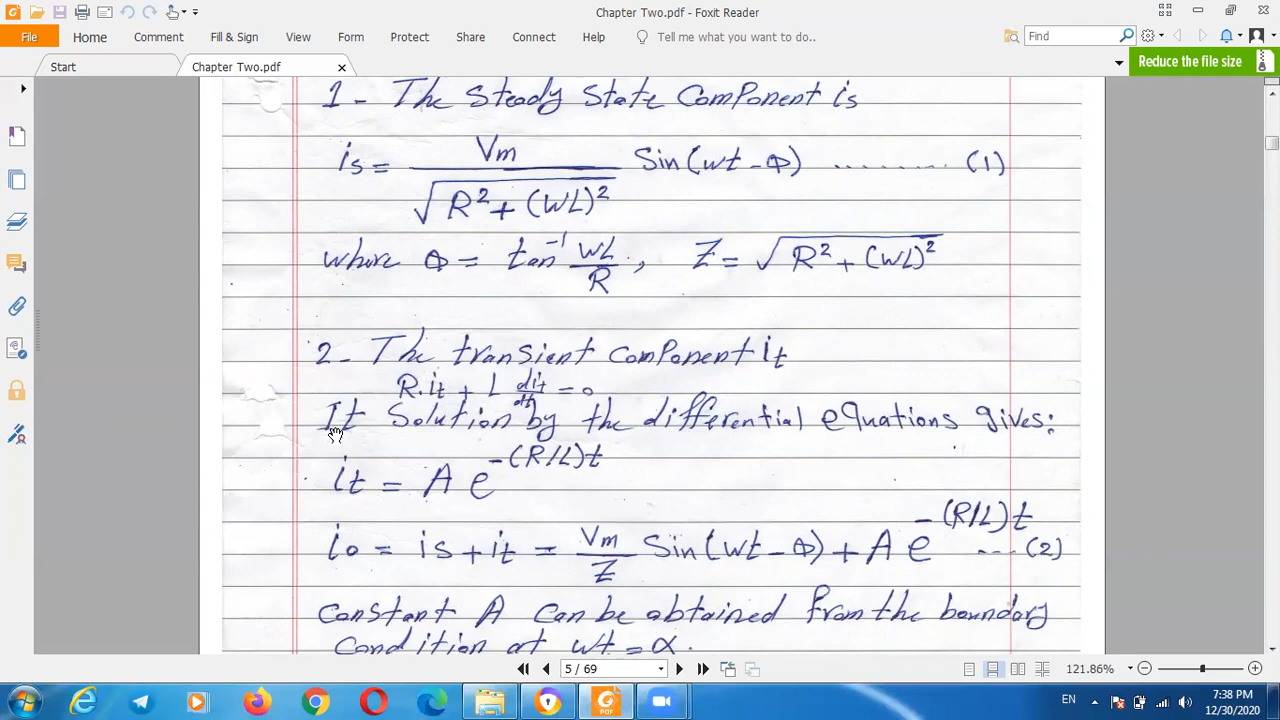 Chapter Two.pdf - Foxit Reader
File Home Comment Fill & Sign View Form Protect Share Connect Help Tell me what you want to do... Find
Start Chapter Two.pdf Reduce the file size
1 - The Steady State Component is
is = Vm / √(R² + (WL)²) Sin(wt - Φ) .......... (1)
where Φ = tan⁻¹ WL/R , Z = √(R² + (WL)²)
2 - The transient component it
R.it + L dit/dt = 0
It Solution by the differential equations gives:
it = A e^-(R/L)t
io = is + it = Vm/Z Sin(wt - Φ) + A e^-(R/L)t ... (2)
Constant A can be obtained from the boundary
Condition at wt = α.
5 / 69 121.86%
EN 7:38 PM
12/30/2020